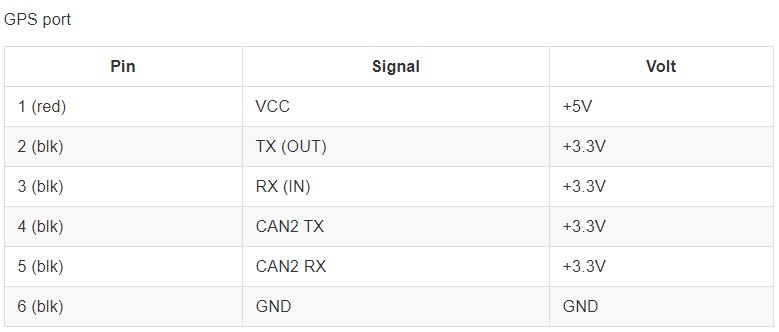 GPS port
Pin Signal Volt
1 (red) VCC +5V
2 (blk) TX (OUT) +3.3V
3 (blk) RX (IN) +3.3V
4 (blk) CAN2 TX +3.3V
5 (blk) CAN2 RX +3.3V
6 (blk) GND GND